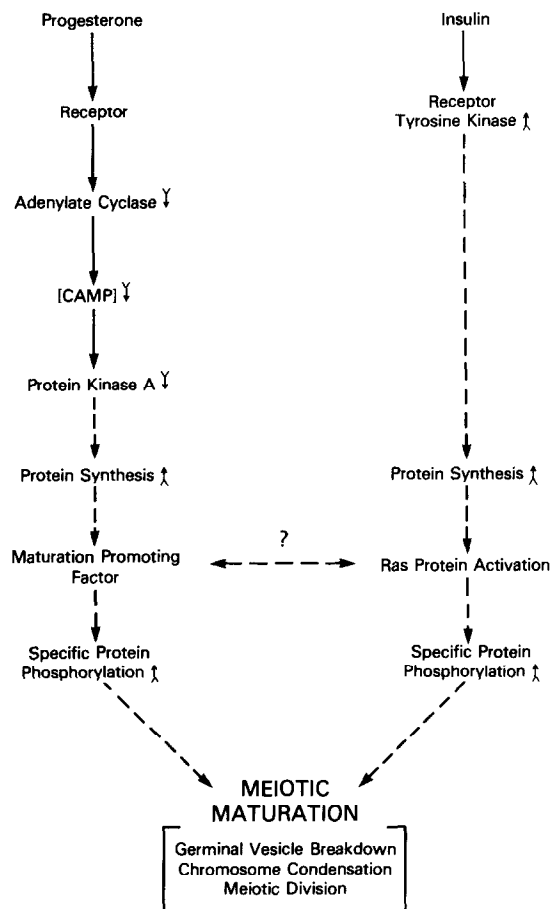 Progesterone
Receptor
Adenylate Cyclase
[CAMP]
Protein Kinase A
Protein Synthesis
Maturation Promoting
Factor
Specific Protein
Phosphorylation
Insulin
Receptor
Tyrosine Kinase
Protein Synthesis
Ras Protein Activation
Specific Protein
Phosphorylation
?
MEIOTIC
MATURATION
Germinal Vesicle Breakdown
Chromosome Condensation
Meiotic Division